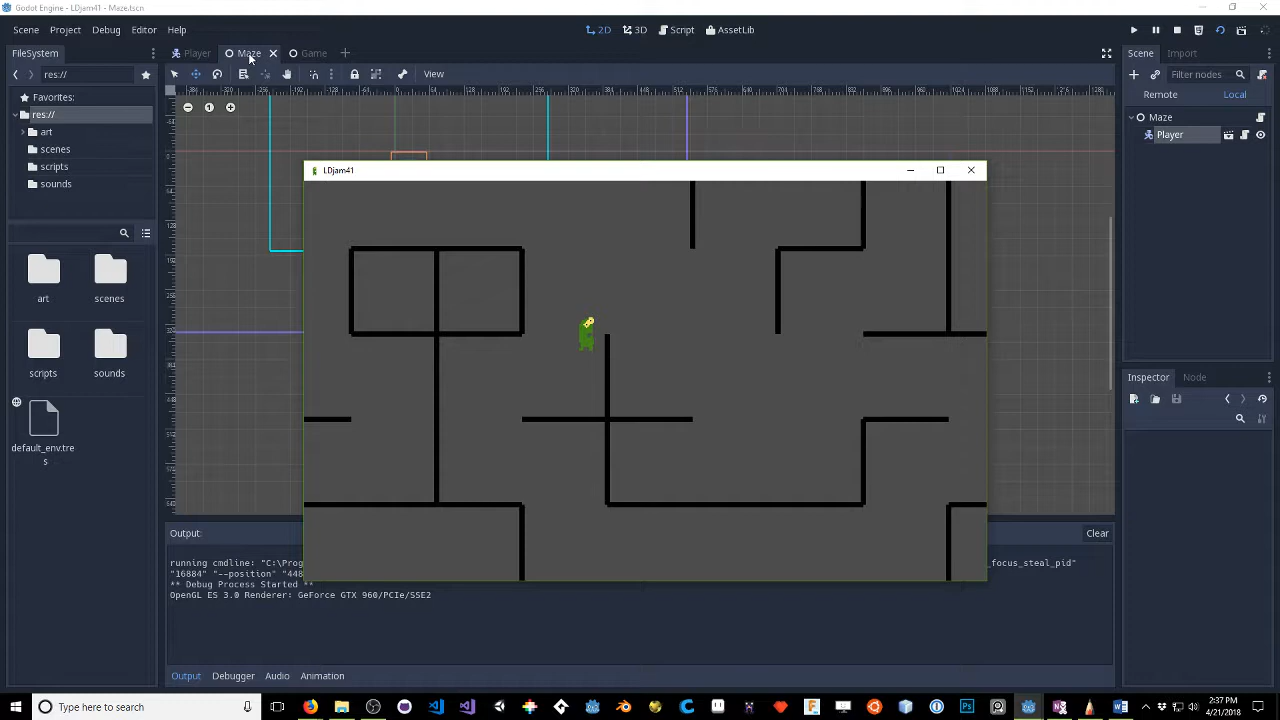 Godot Engine - LDjam41 - Maze.tscn
Scene Project Debug Editor Help
2D 3D Script AssetLib
FileSystem
Player Maze Game
Scene Import
res://
View
Filter nodes
Favorites:
res://
art
scenes
scripts
sounds
Remote Local
Maze
Player
LDjam41
art scenes
scripts sounds
default_env.tre
s
Inspector Node
Output:
Clear
running cmdline: "C:\Prog
_focus_steal_pid"
"16884" "--position" "448
** Debug Process Started **
OpenGL ES 3.0 Renderer: GeForce GTX 960/PCIe/SSE2
Output Debugger Audio Animation
Type here to search
2:37 PM
4/21/2018